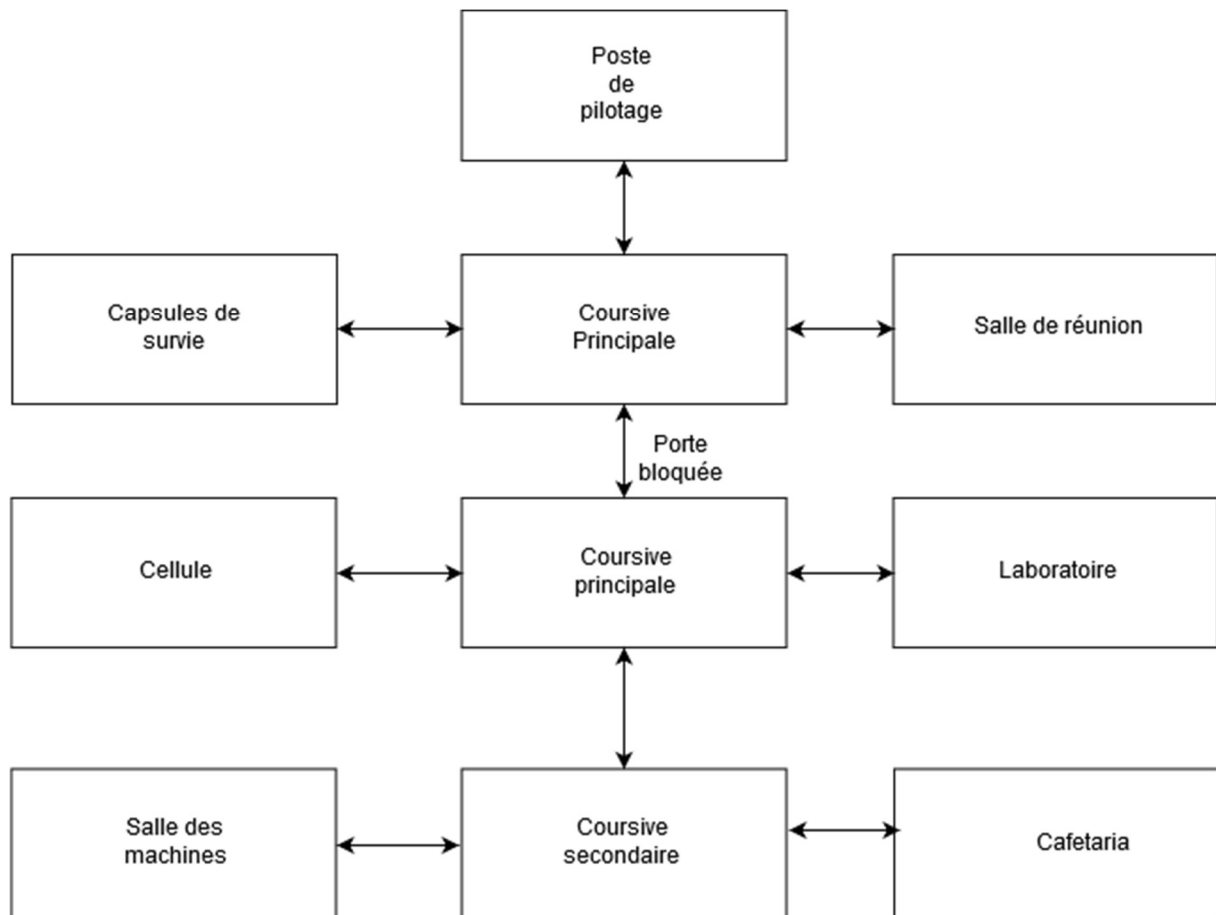 Poste
de
pilotage
Capsules de
survie
Coursive
Principale
Salle de réunion
Porte
bloquée
Cellule
Coursive
principale
Laboratoire
Salle des
machines
Coursive
secondaire
Cafetaria